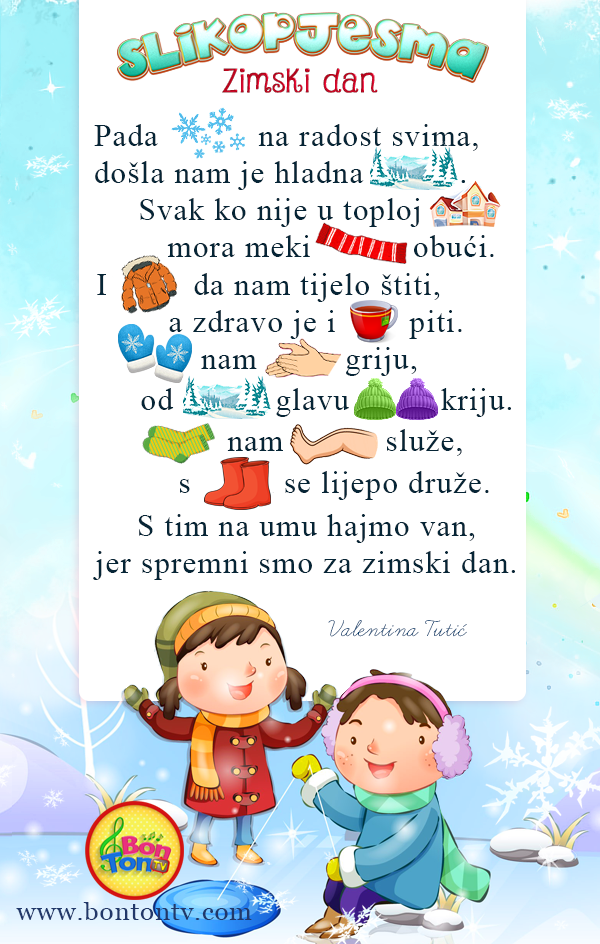 SLiKOPJESMA
Zimski dan
Pada na radost svima,
došla nam je hladna .
Svak ko nije u toploj
mora meki obući.
I da nam tijelo štiti,
a zdravo je i piti.
nam griju,
od glavu kriju.
nam služe,
s se lijepo druže.
S tim na umu hajmo van,
jer spremni smo za zimski dan.
Valentina Tutić
Bon
Ton TV
www.bontontv.com